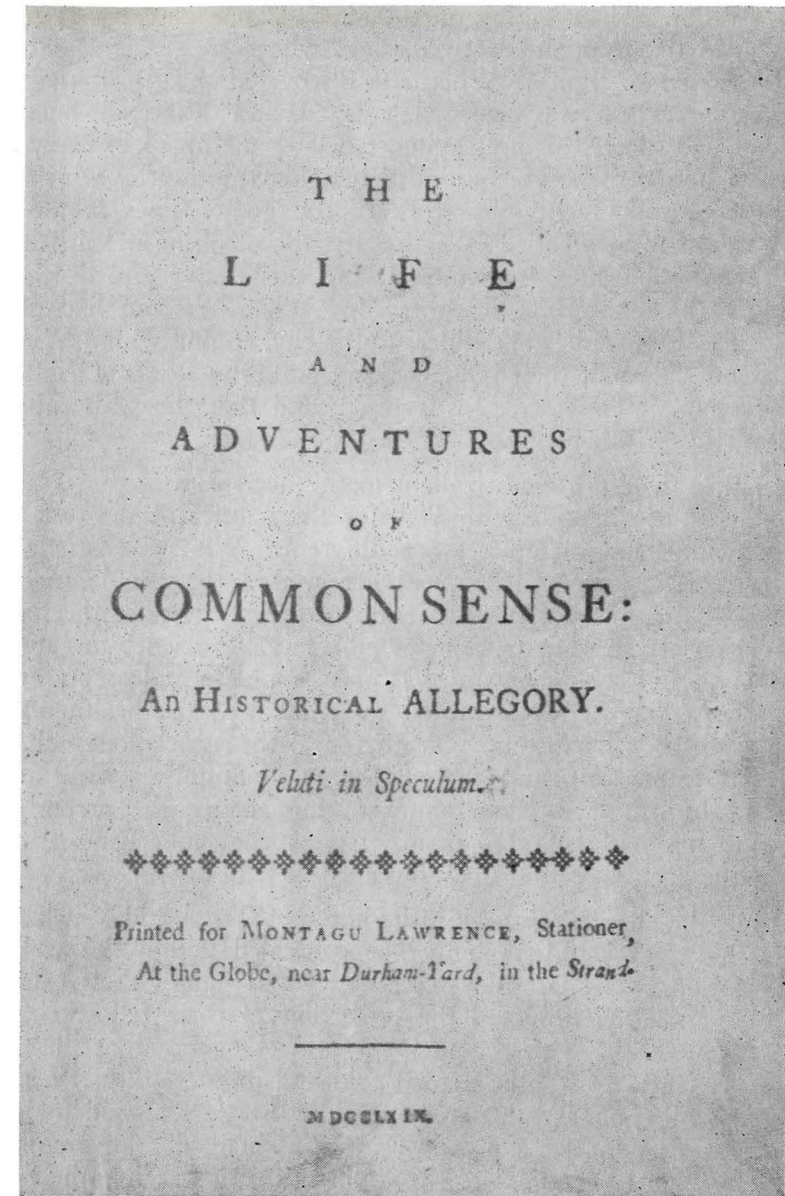 THE
LIFE
AND
ADVENTURES
OF
COMMON SENSE:
An HISTORICAL ALLEGORY.
Veluti in Speculum.
Printed for MONTAGU LAWRENCE, Stationer,
At the Globe, near Durham-Yard, in the Strand.
MDCCLXIX.